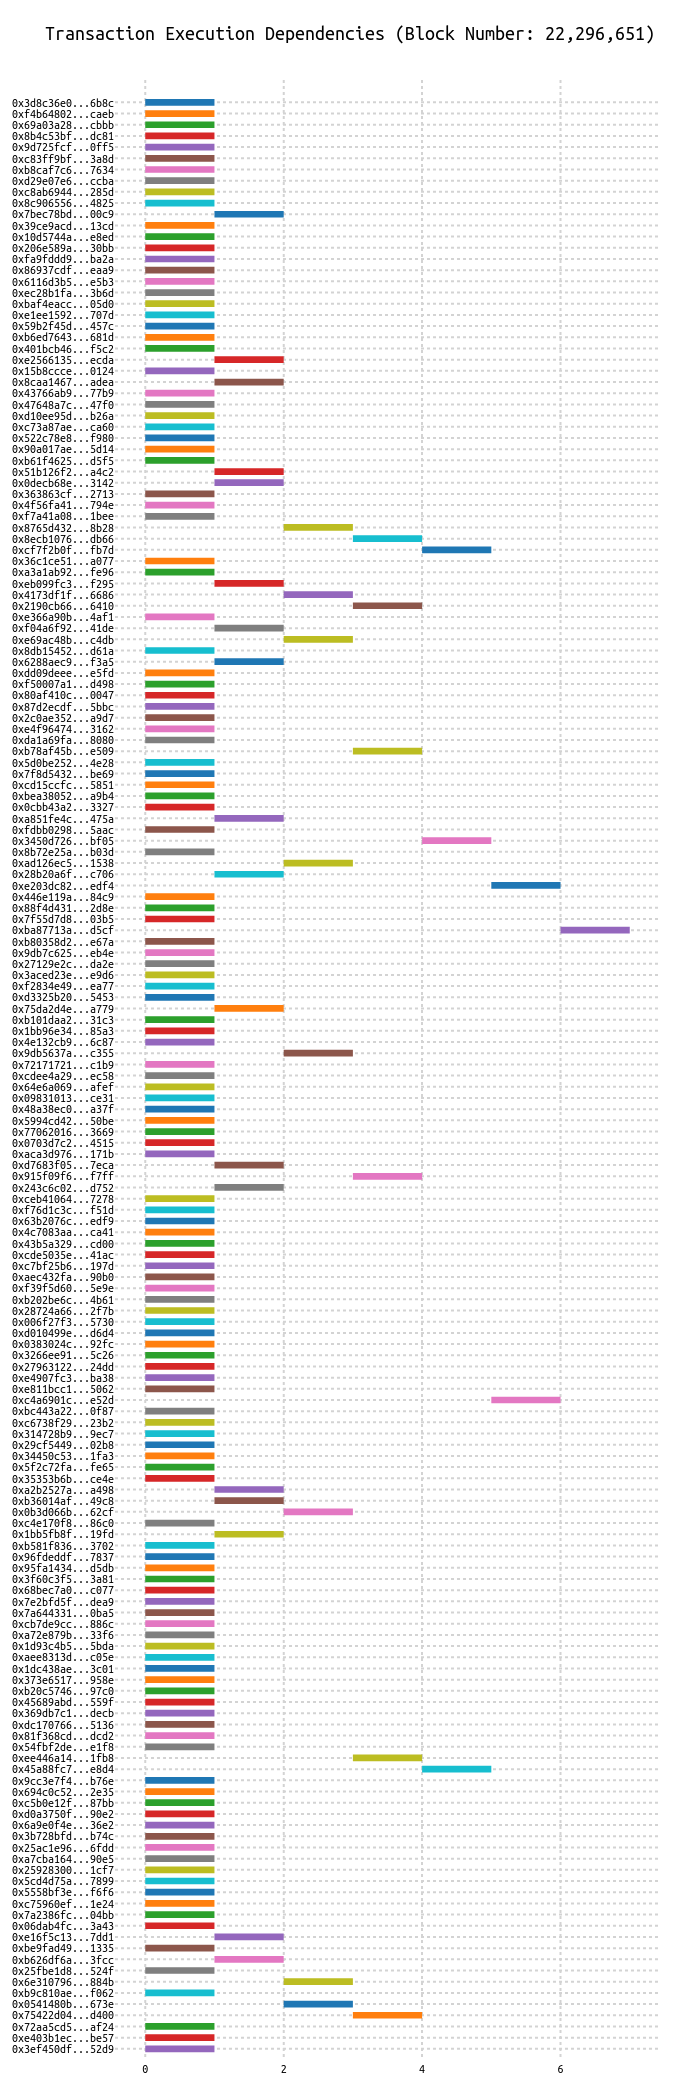 Transaction Execution Dependencies (Block Number: 22,296,651)
0x3d8c36e0...6b8c
0xf4b64802...caeb
0x69a03a28...cbbb
0x8b4c53bf...dc81
0x9d725fcf...0ff5
0xc83ff9bf...3a8d
0xb8caf7c6...7634
0xd29e07e6...ccba
0xc8ab6944...285d
0x8c906556...4825
0x7bec78bd...00c9
0x39ce9acd...13cd
0x10d5744a...e8ed
0x206e589a...30bb
0xfa9fddd9...ba2a
0x86937cdf...eaa9
0x6116d3b5...e5b3
0xec28b1fa...3b6d
0xbaf4eacc...05d0
0xe1ee1592...707d
0x59b2f45d...457c
0xb6ed7643...681d
0x401bcb46...f5c2
0xe2566135...ecda
0x15b8ccce...0124
0x8caa1467...adea
0x43766ab9...77b9
0x47648a7c...47f0
0xd10ee95d...b26a
0xc73a87ae...ca60
0x522c78e8...f980
0x90a017ae...5d14
0xb61f4625...d5f5
0x51b126f2...a4c2
0x0decb68e...3142
0x363863cf...2713
0x4f56fa41...794e
0xf7a41a08...1bee
0x8765d432...8b28
0x8ecb1076...db66
0xcf7f2b0f...fb7d
0x36c1ce51...a077
0xa3a1ab92...fe96
0xeb099fc3...f295
0x4173df1f...6686
0x2190cb66...6410
0xe366a90b...4af1
0xf04a6f92...41de
0xe69ac48b...c4db
0x8db15452...d61a
0x6288aec9...f3a5
0xdd09deee...e5fd
0xf50007a1...d498
0x80af410c...0047
0x87d2ecdf...5bbc
0x2c0ae352...a9d7
0xe4f96474...3162
0xda1a69fa...8080
0xb78af45b...e509
0x5d0be252...4e28
0x7f8d5432...be69
0xcd15ccfc...5851
0xbea38052...a9b4
0x0cbb43a2...3327
0xa851fe4c...475a
0xfdbb0298...5aac
0x3450d726...bf05
0x8b72e25a...b03d
0xad126ec5...1538
0x28b20a6f...c706
0xe203dc82...edf4
0x446e119a...84c9
0x88f4d431...2d8e
0x7f55d7d8...03b5
0xba87713a...d5cf
0xb80358d2...e67a
0x9db7c625...eb4e
0x27129e2c...da2e
0x3aced23e...e9d6
0xf2834e49...ea77
0xd3325b20...5453
0x75da2d4e...a779
0xb101daa2...31c3
0x1bb96e34...85a3
0x4e132cb9...6c87
0x9db5637a...c355
0x72171721...c1b9
0xcdee4a29...ec58
0x64e6a069...afef
0x09831013...ce31
0x48a38ec0...a37f
0x5994cd42...50be
0x77062016...3669
0x0703d7c2...4515
0xaca3d976...171b
0xd7683f05...7eca
0x915f09f6...f7ff
0x243c6c02...d752
0xceb41064...7278
0xf76d1c3c...f51d
0x63b2076c...edf9
0x4c7083aa...ca41
0x43b5a329...cd00
0xcde5035e...41ac
0xc7bf25b6...197d
0xaec432fa...90b0
0xf39f5d60...5e9e
0xb202be6c...4b61
0x28724a66...2f7b
0x006f27f3...5730
0xd010499e...d6d4
0x0383024c...92fc
0x3266ee91...5c26
0x27963122...24dd
0xe4907fc3...ba38
0xe811bcc1...5062
0xc4a6901c...e52d
0xbc443a22...0f87
0xc6738f29...23b2
0x314728b9...9ec7
0x29cf5449...02b8
0x34450c53...1fa3
0x5f2c72fa...fe65
0x35353b6b...ce4e
0xa2b2527a...a498
0xb36014af...49c8
0x0b3d066b...62cf
0xc4e170f8...86c0
0x1bb5fb8f...19fd
0xb581f836...3702
0x96fdeddf...7837
0x95fa1434...d5db
0x3f60c3f5...3a81
0x68bec7a0...c077
0x7e2bfd5f...dea9
0x7a644331...0ba5
0xcb7de9cc...886c
0xa72e879b...33f6
0x1d93c4b5...5bda
0xaee8313d...c05e
0x1dc438ae...3c01
0x373e6517...958e
0xb20c5746...97c0
0x45689abd...559f
0x369db7c1...decb
0xdc170766...5136
0x81f368cd...dcd2
0x54fbf2de...e1f8
0xee446a14...1fb8
0x45a88fc7...e8d4
0x9cc3e7f4...b76e
0x694c0c52...2e35
0xc5b0e12f...87bb
0xd0a3750f...90e2
0x6a9e0f4e...36e2
0x3b728bfd...b74c
0x25ac1e96...6fdd
0xa7cba164...90e5
0x25928300...1cf7
0x5cd4d75a...7899
0x5558bf3e...f6f6
0xc75960ef...1e24
0x7a2386fc...04bb
0x06dab4fc...3a43
0xe16f5c13...7dd1
0xbe9fad49...1335
0xb626df6a...3fcc
0x25fbe1d8...524f
0x6e310796...884b
0xb9c810ae...f062
0x0541480b...673e
0x75422d04...d400
0x72aa5cd5...af24
0xe403b1ec...be57
0x3ef450df...52d9
0 2 4 6